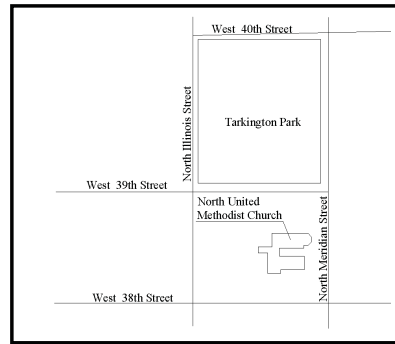 West 40th Street
North Illinois Street
Tarkington Park
West 39th Street
North United
Methodist Church
North Meridian Street
West 38th Street